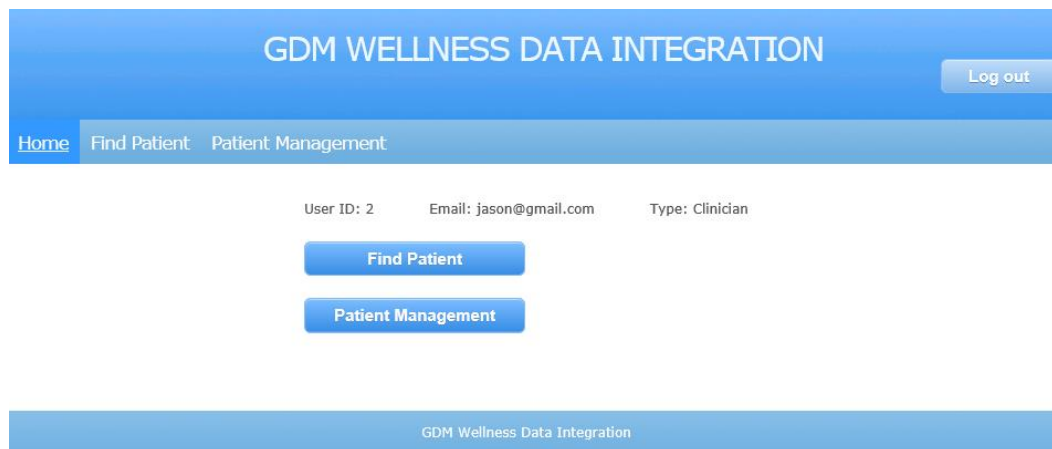 GDM WELLNESS DATA INTEGRATION
Log out
Home Find Patient Patient Management
User ID: 2 Email: jason@gmail.com Type: Clinician
Find Patient
Patient Management
GDM Wellness Data Integration